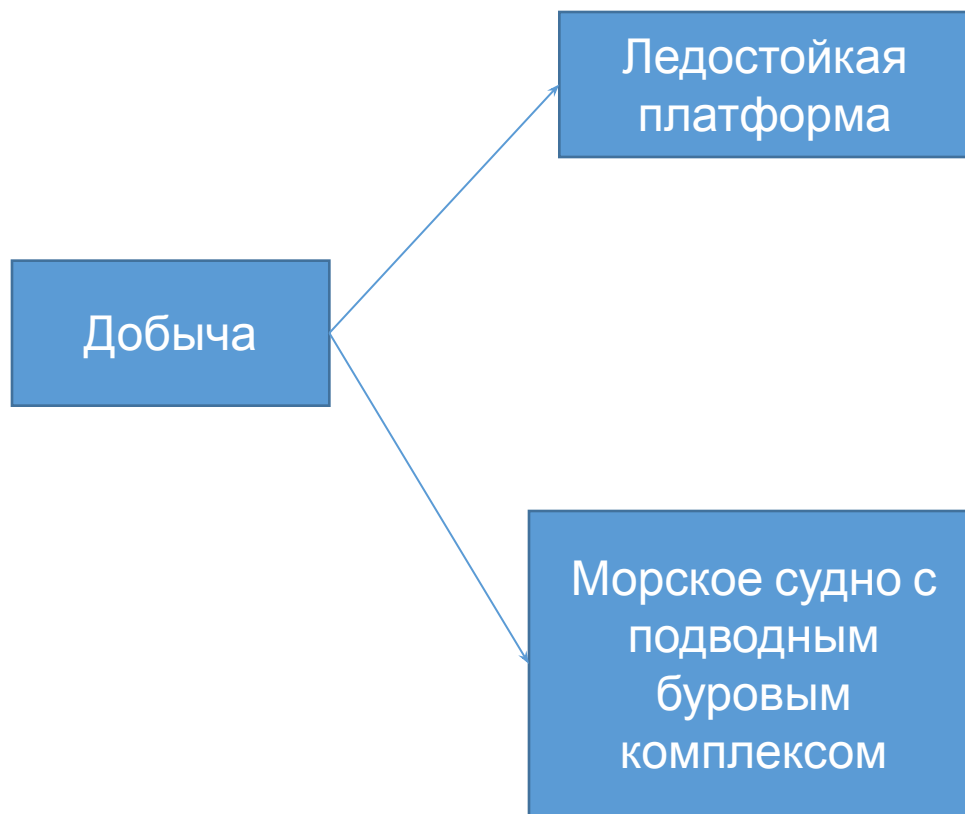 Ледостойкая
платформа
Добыча
Морское судно с
подводным
буровым
комплексом